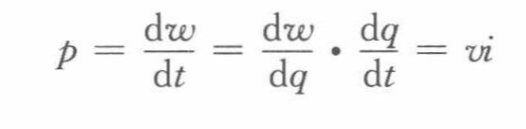 p = dw/dt = dw/dq • dq/dt = vi